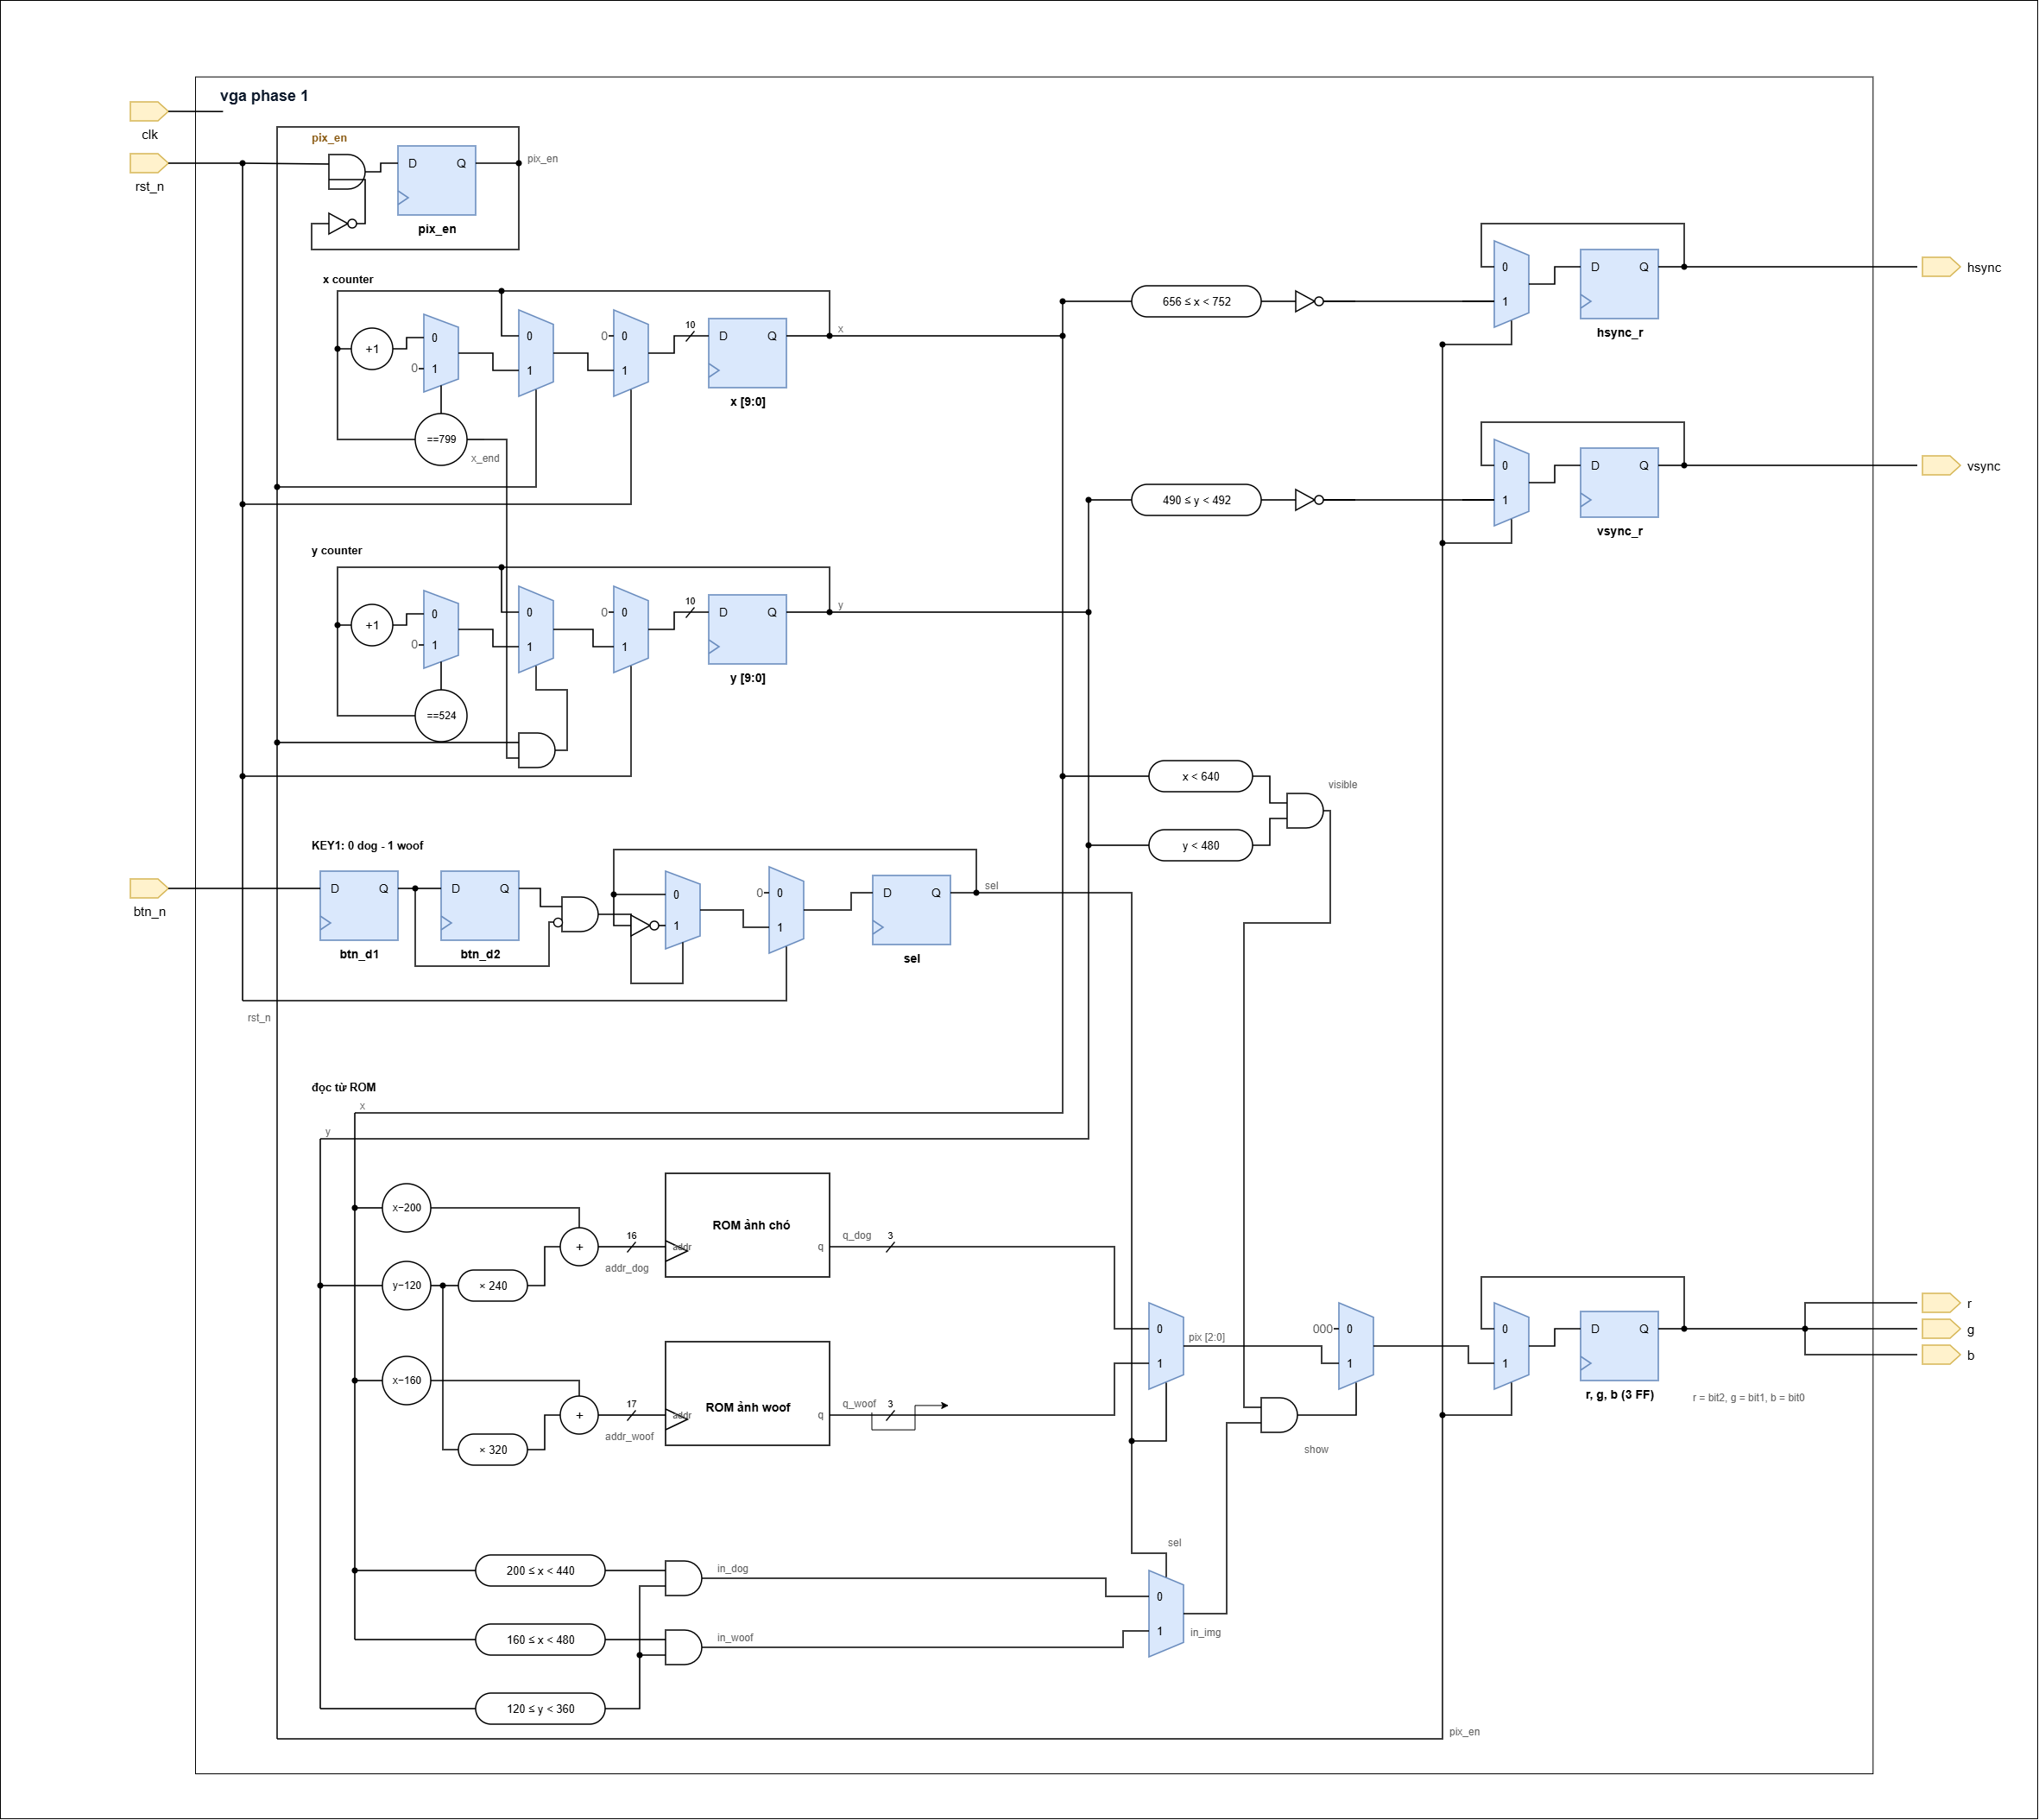 vga phase 1
clk
pix_en
rst_n
D Q
pix_en
pix_en
x counter
+1
0
0 1
0 1
0
0 1
10
D Q
x
x [9:0]
==799
x_end
656 ≤ x < 752
0 1
D Q
hsync_r
hsync
490 ≤ y < 492
0 1
D Q
vsync_r
vsync
y counter
+1
0
0 1
0 1
0
0 1
10
D Q
y
y [9:0]
==524
x < 640
visible
y < 480
KEY1: 0 dog - 1 woof
btn_n
D Q
btn_d1
D Q
btn_d2
0 1
0
0 1
D Q
sel
sel
rst_n
đọc từ ROM
x
y
x−200
y−120
× 240
+
16
addr_dog
addr
ROM ảnh chó
q
q_dog
3
x−160
× 320
+
17
addr_woof
addr
ROM ảnh woof
q
q_woof
3
0 1
pix [2:0]
000
0 1
show
0 1
D Q
r, g, b (3 FF)
r = bit2, g = bit1, b = bit0
r
g
b
200 ≤ x < 440
in_dog
160 ≤ x < 480
in_woof
120 ≤ y < 360
sel
0 1
in_img
pix_en